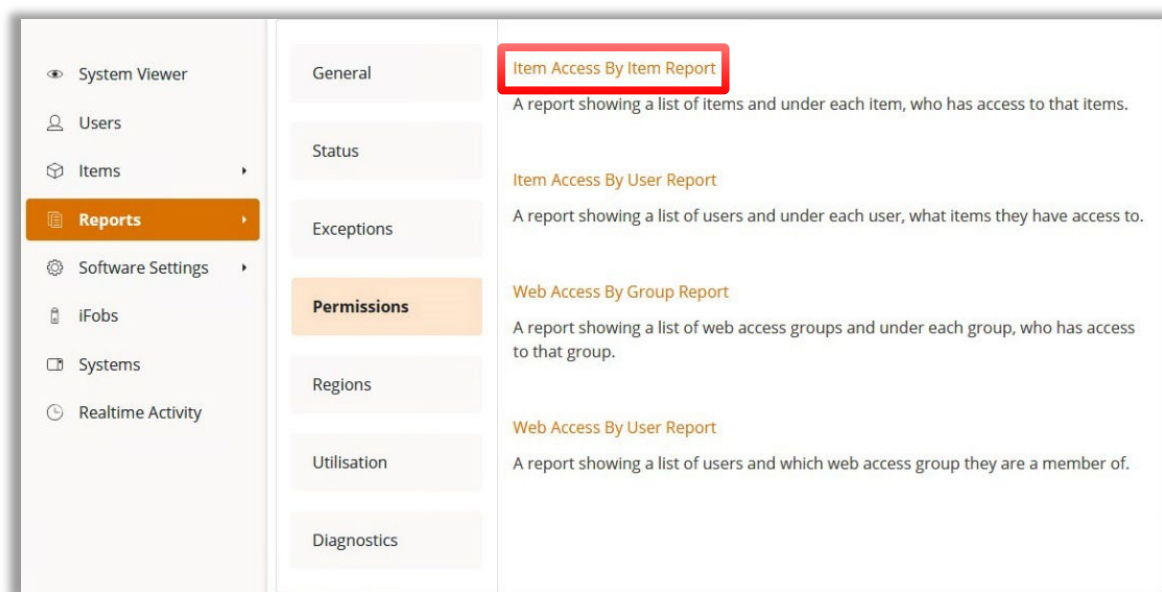 System Viewer
Users
Items
Reports
Software Settings
iFobs
Systems
Realtime Activity
General
Status
Exceptions
Permissions
Regions
Utilisation
Diagnostics
Item Access By Item Report
A report showing a list of items and under each item, who has access to that items.
Item Access By User Report
A report showing a list of users and under each user, what items they have access to.
Web Access By Group Report
A report showing a list of web access groups and under each group, who has access
to that group.
Web Access By User Report
A report showing a list of users and which web access group they are a member of.